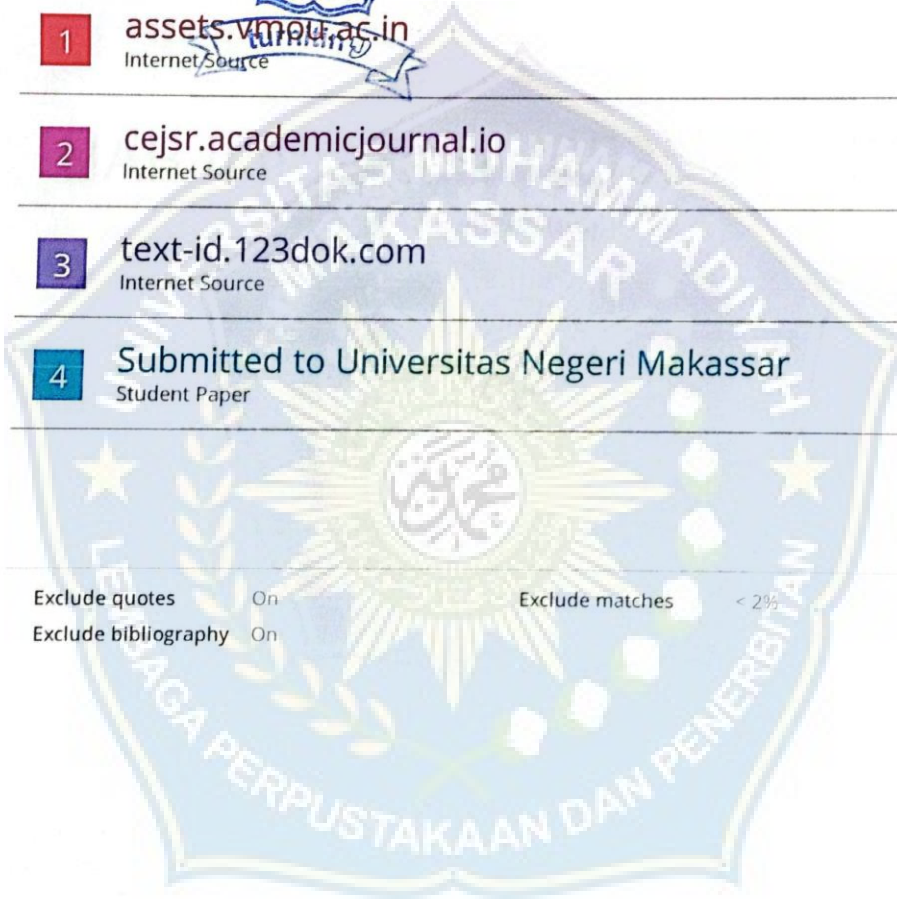 1 assets.vmou.ac.in
turnitin
Internet Source
2 cejsr.academicjournal.io
Internet Source
3 text-id.123dok.com
Internet Source
4 Submitted to Universitas Negeri Makassar
Student Paper
Exclude quotes On Exclude matches < 2%
Exclude bibliography On
UNIVERSITAS MUHAMMADIYAH
MAKASSAR
LEMBAGA PERPUSTAKAAN DAN PENERBITAN